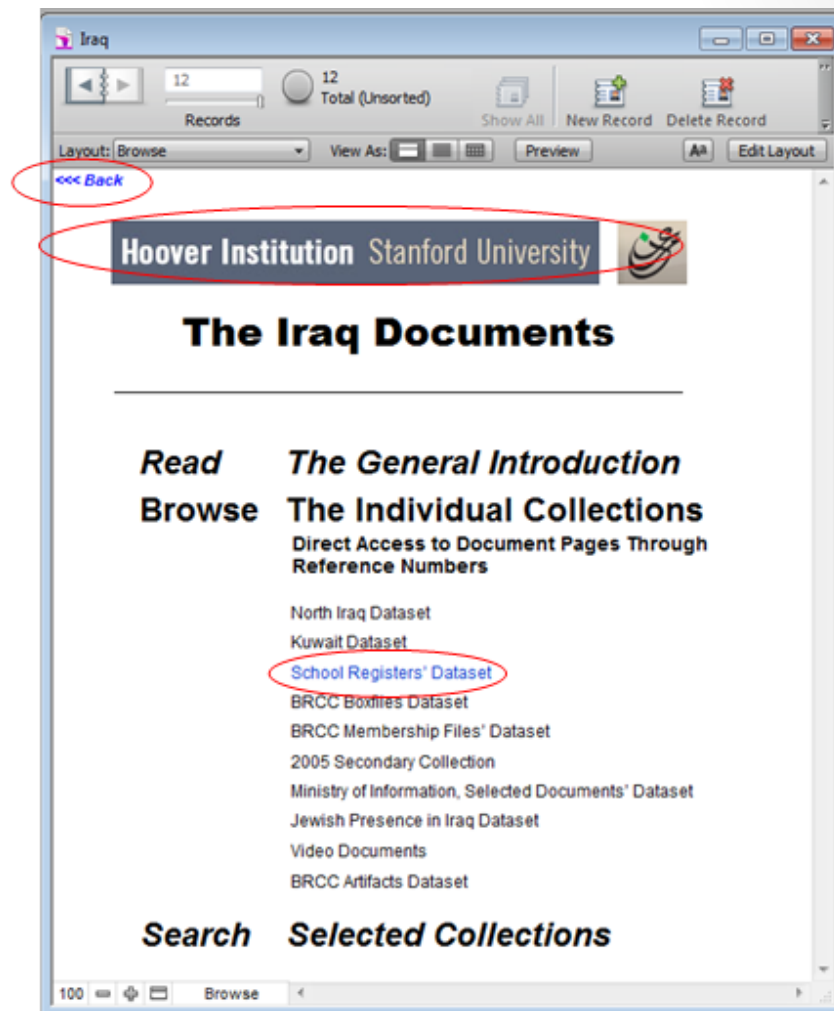 Iraq
12
12
Total (Unsorted)
Records
Show All
New Record
Delete Record
Layout: Browse
View As:
Preview
Aa
Edit Layout
<<< Back
Hoover Institution Stanford University
The Iraq Documents
Read The General Introduction
Browse The Individual Collections
Direct Access to Document Pages Through
Reference Numbers
North Iraq Dataset
Kuwait Dataset
School Registers' Dataset
BRCC Boxfiles Dataset
BRCC Membership Files' Dataset
2005 Secondary Collection
Ministry of Information, Selected Documents' Dataset
Jewish Presence in Iraq Dataset
Video Documents
BRCC Artifacts Dataset
Search Selected Collections
100
Browse